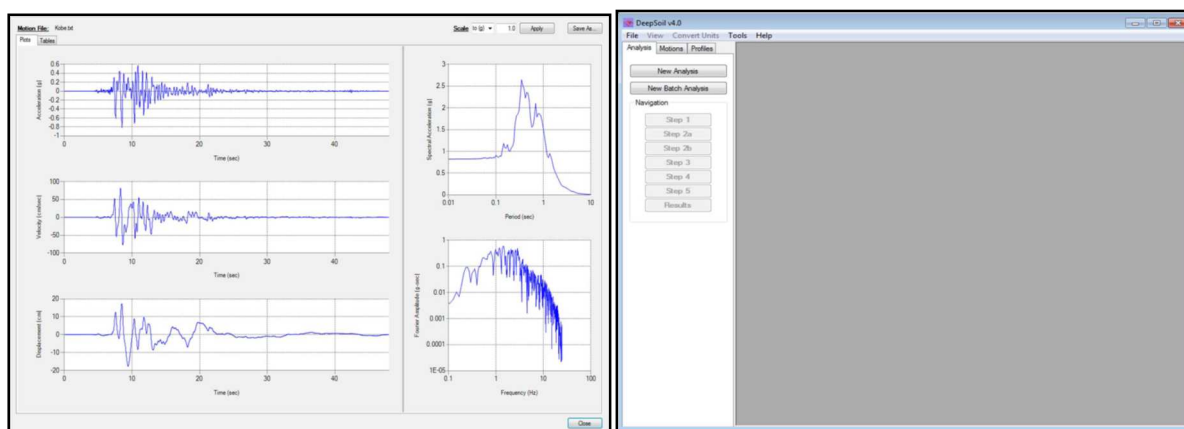 Motion File: Kobe.txt
Scale to (g) 1.0 Apply Save As...
Plots Tables
Acceleration (g)
0.6
0.4
0.2
0
-0.2
-0.4
-0.6
-0.8
-1
0 10 20 30 40
Time (sec)
Velocity (cm/sec)
100
50
0
-50
-100
0 10 20 30 40
Time (sec)
Displacement (cm)
20
10
0
-10
-20
0 10 20 30 40
Time (sec)
Spectral Acceleration (g)
3
2.5
2
1.5
1
0.5
0
0.01 0.1 1 10
Period (sec)
Fourier Amplitude (g-sec)
1
0.1
0.01
0.001
0.0001
1E-05
0.1 1 10 100
Frequency (Hz)
Close
DeepSoil v4.0
File View Convert Units Tools Help
Analysis Motions Profiles
New Analysis
New Batch Analysis
Navigation
Step 1
Step 2a
Step 2b
Step 3
Step 4
Step 5
Results